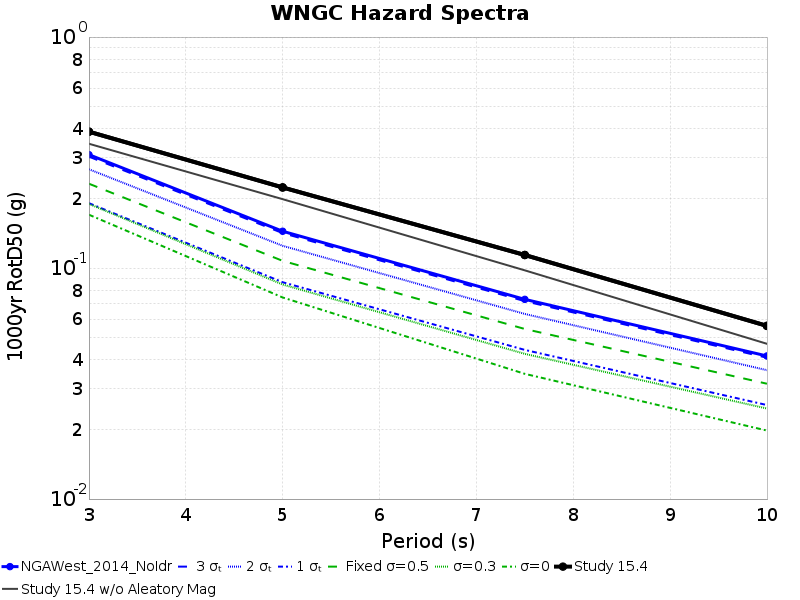 WNGC Hazard Spectra
1000yr RotD50 (g)
10^0
8
6
4
3
2
10^-1
8
6
4
3
2
10^-2
3 4 5 6 7 8 9 10
Period (s)
NGAWest_2014_NoIdr 3 σₜ 2 σₜ 1 σₜ Fixed σ=0.5 σ=0.3 σ=0 Study 15.4
Study 15.4 w/o Aleatory Mag